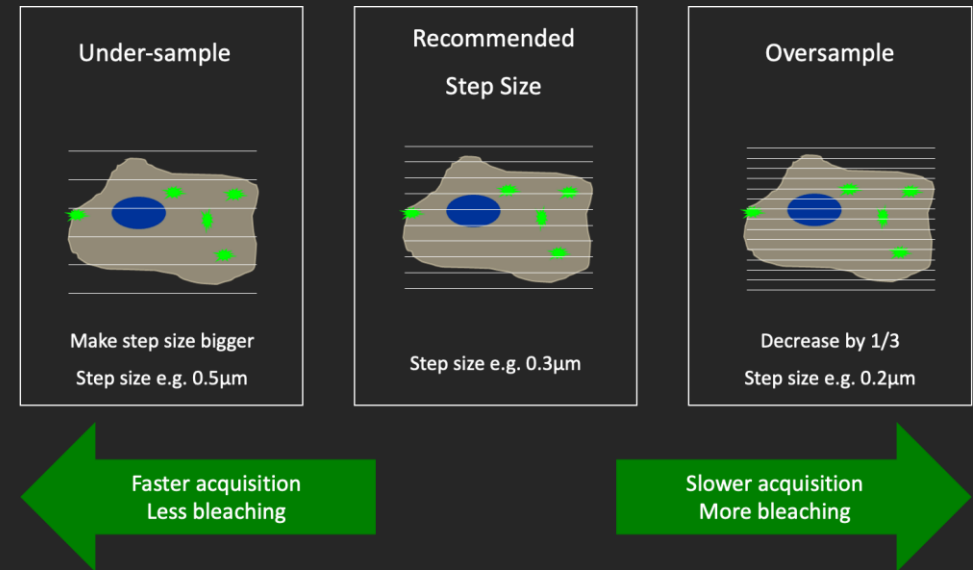 Under-sample
Make step size bigger
Step size e.g. 0.5µm
Recommended
Step Size
Step size e.g. 0.3µm
Oversample
Decrease by 1/3
Step size e.g. 0.2µm
Faster acquisition
Less bleaching
Slower acquisition
More bleaching